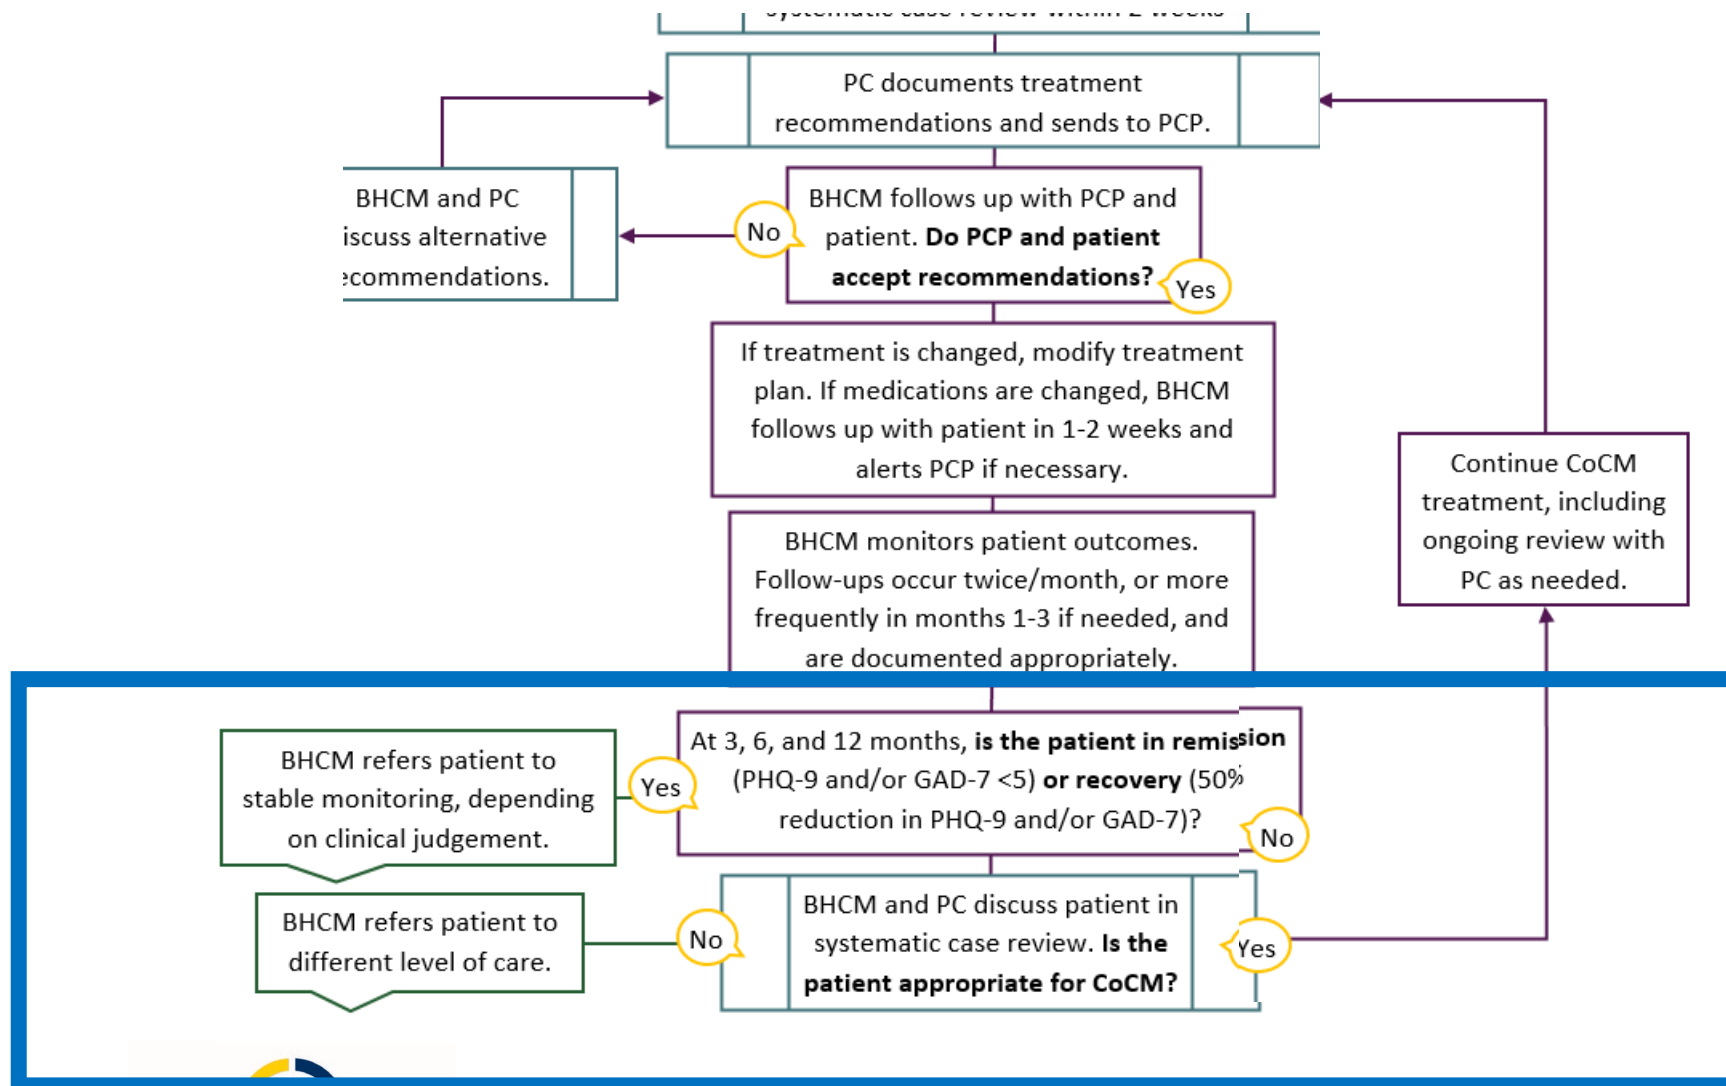 systematic case review within 2 weeks
PC documents treatment
recommendations and sends to PCP.
BHCM and PC
iscuss alternative
ecommendations.
No
BHCM follows up with PCP and
patient. Do PCP and patient
accept recommendations?
Yes
If treatment is changed, modify treatment
plan. If medications are changed, BHCM
follows up with patient in 1-2 weeks and
alerts PCP if necessary.
Continue CoCM
treatment, including
ongoing review with
PC as needed.
BHCM monitors patient outcomes.
Follow-ups occur twice/month, or more
frequently in months 1-3 if needed, and
are documented appropriately.
BHCM refers patient to
stable monitoring, depending
on clinical judgement.
Yes
At 3, 6, and 12 months, is the patient in remission
(PHQ-9 and/or GAD-7 <5) or recovery (50%
reduction in PHQ-9 and/or GAD-7)?
No
BHCM refers patient to
different level of care.
No
BHCM and PC discuss patient in
systematic case review. Is the
patient appropriate for CoCM?
Yes